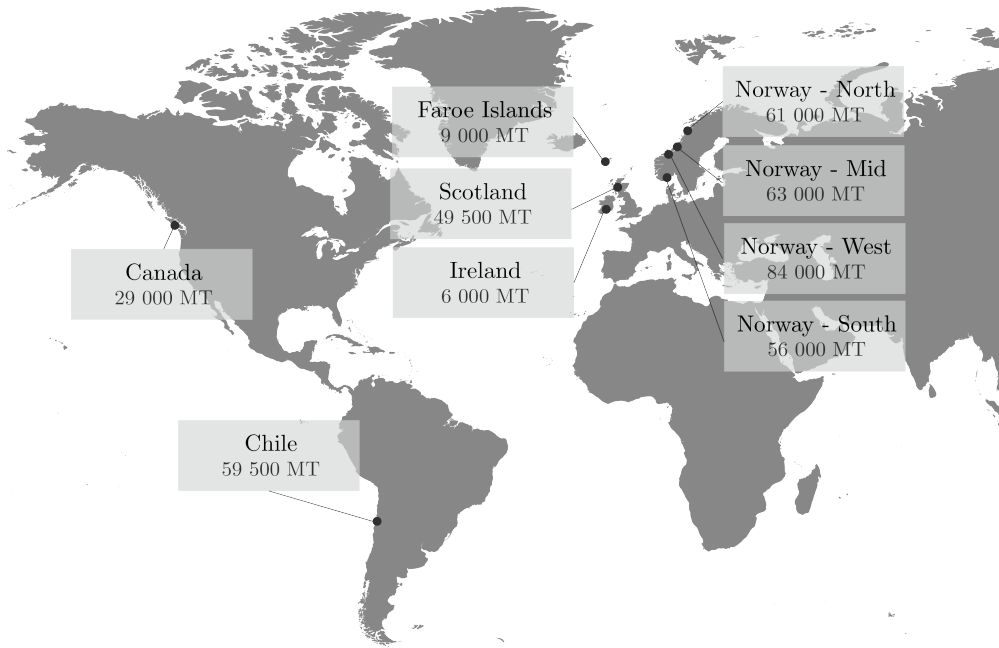 Faroe Islands
9 000 MT
Norway - North
61 000 MT
Scotland
49 500 MT
Norway - Mid
63 000 MT
Canada
29 000 MT
Ireland
6 000 MT
Norway - West
84 000 MT
Norway - South
56 000 MT
Chile
59 500 MT